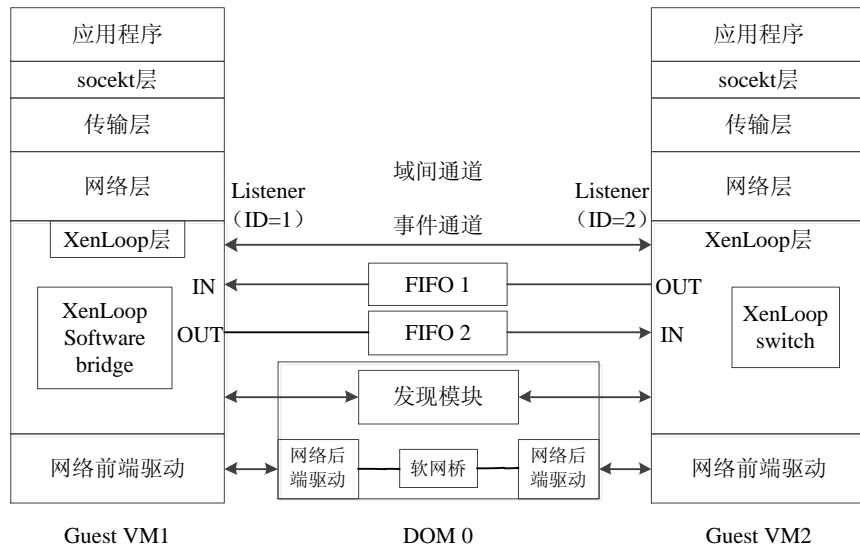 应用程序
socekt层
传输层
网络层
XenLoop层
XenLoop
Software
bridge
网络前端驱动
Guest VM1
域间通道
Listener
（ID=1）
事件通道
Listener
（ID=2）
IN
FIFO 1
OUT
OUT
FIFO 2
IN
发现模块
网络后
端驱动
软网桥
网络后
端驱动
DOM 0
应用程序
socekt层
传输层
网络层
XenLoop层
XenLoop
switch
网络前端驱动
Guest VM2